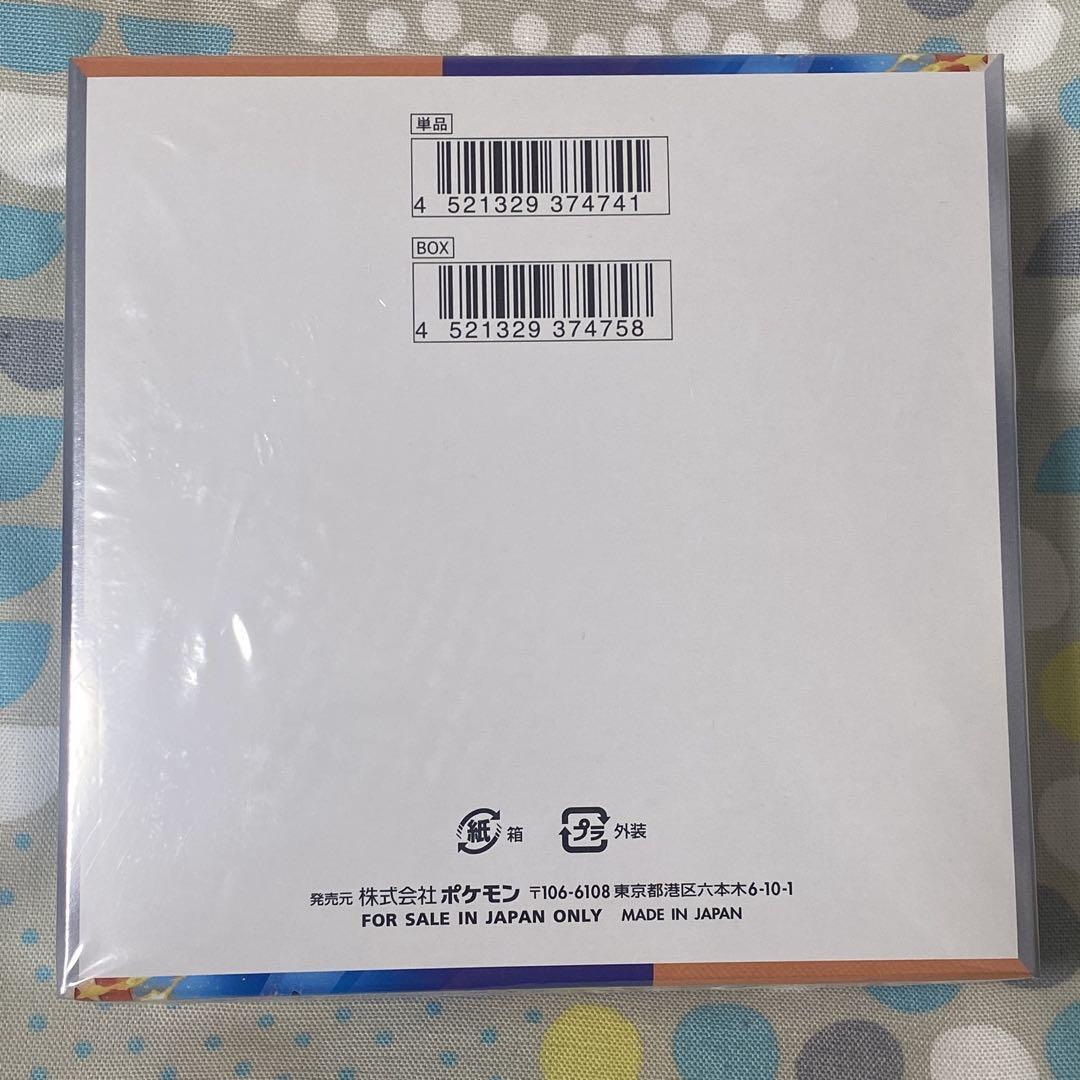 単品
4 521329 374741
BOX
4 521329 374758
紙 箱 プラ 外装
発売元 株式会社 ポケモン 〒106-6108 東京都港区六本木6-10-1
FOR SALE IN JAPAN ONLY MADE IN JAPAN